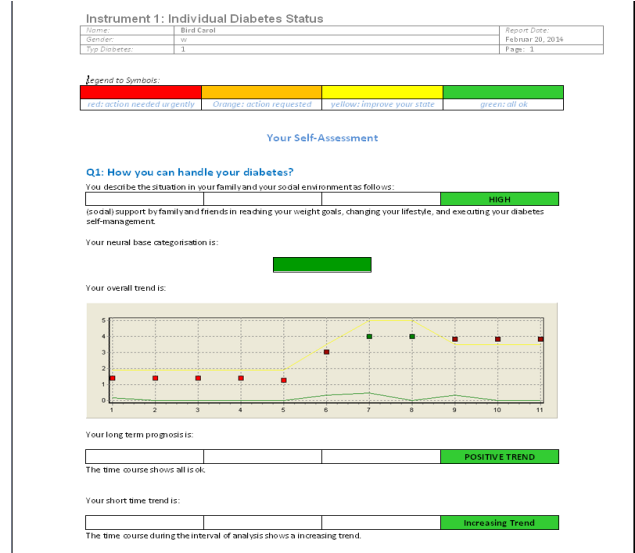 Instrument 1: Individual Diabetes Status
Name: Bird Carol Report Date:
Gender: w Februar 20, 2014
Typ Diabetes: 1 Page: 1
Legend to Symbols:
red: action needed urgently Orange: action requested yellow: improve your state green: all ok
Your Self-Assessment
Q1: How you can handle your diabetes?
You describe the situation in your family and your social environment as follows:
HIGH
(social) support by family and friends in reaching your weight goals, changing your lifestyle, and executing your diabetes
self-management.
Your neural base categorisation is:
Your overall trend is:
5
4
3
2
1
0
1 2 3 4 5 6 7 8 9 10 11
Your long term prognosis is:
POSITIVE TREND
The time course shows all is ok.
Your short time trend is:
Increasing Trend
The time course during the interval of analysis shows a increasing trend.